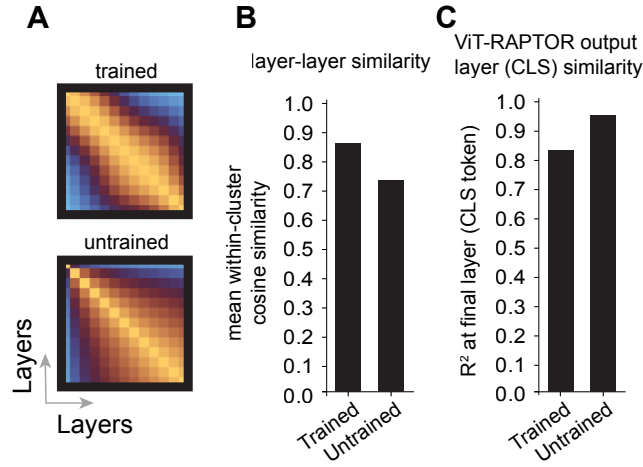 A
trained
untrained
Layers
Layers
B
layer-layer similarity
mean within-cluster
cosine similarity
1.0
0.9
0.8
0.7
0.6
0.5
0.4
0.3
0.2
0.1
0.0
Trained
Untrained
C
ViT-RAPTOR output
layer (CLS) similarity
R² at final layer (CLS token)
1.0
0.9
0.8
0.7
0.6
0.5
0.4
0.3
0.2
0.1
0.0
Trained
Untrained